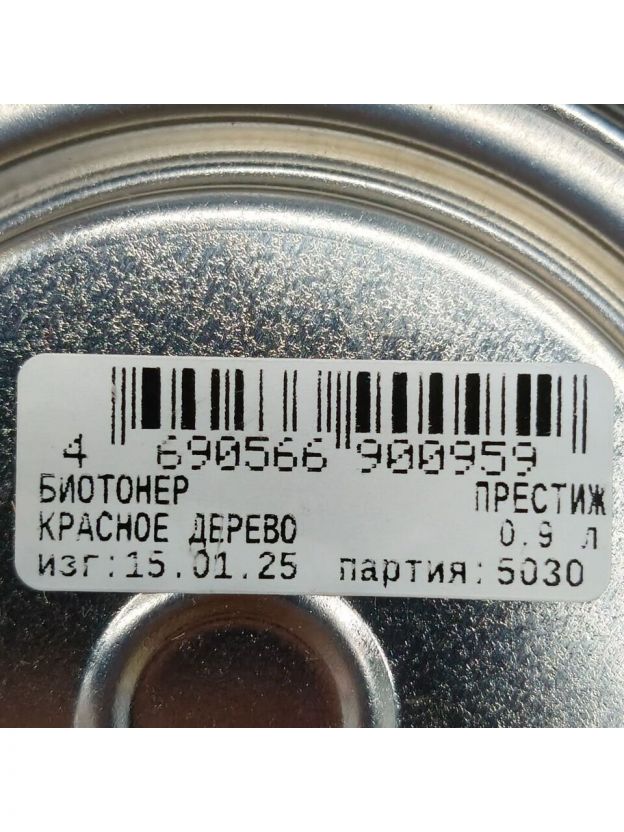 4 690566 900959
БИОТОНЕР ПРЕСТИЖ
КРАСНОЕ ДЕРЕВО 0.9 л
изг:15.01.25 партия:5030